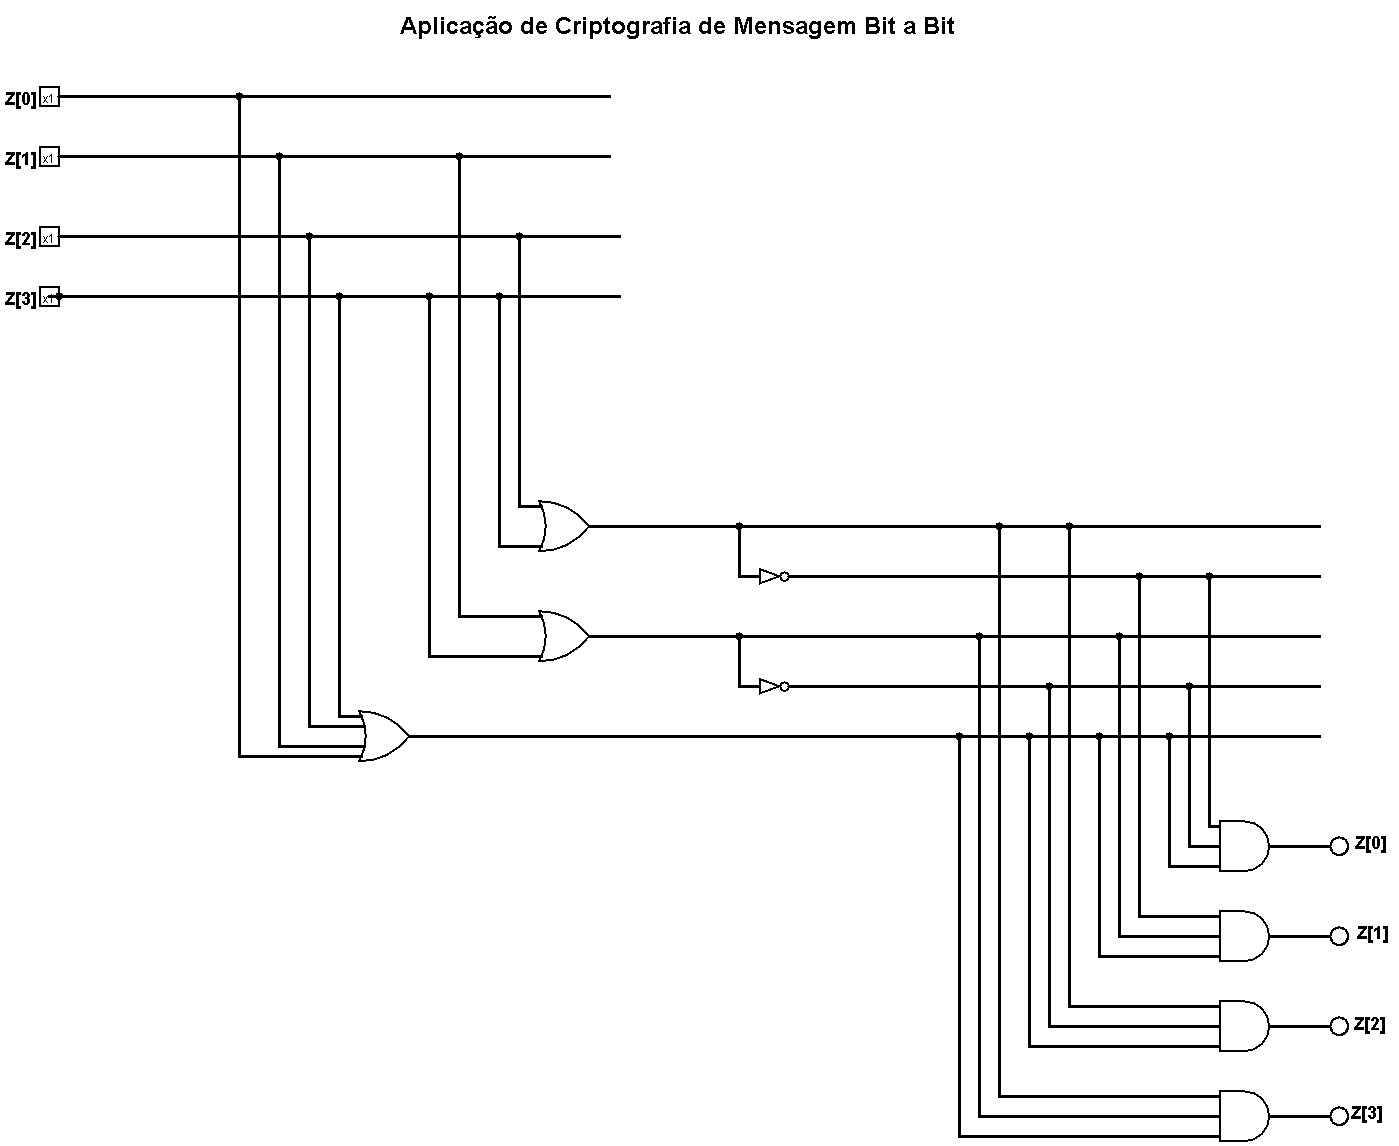 Aplicação de Criptografia de Mensagem Bit a Bit
Z[0] x1
Z[1] x1
Z[2] x1
Z[3] x1
Z[0]
Z[1]
Z[2]
Z[3]